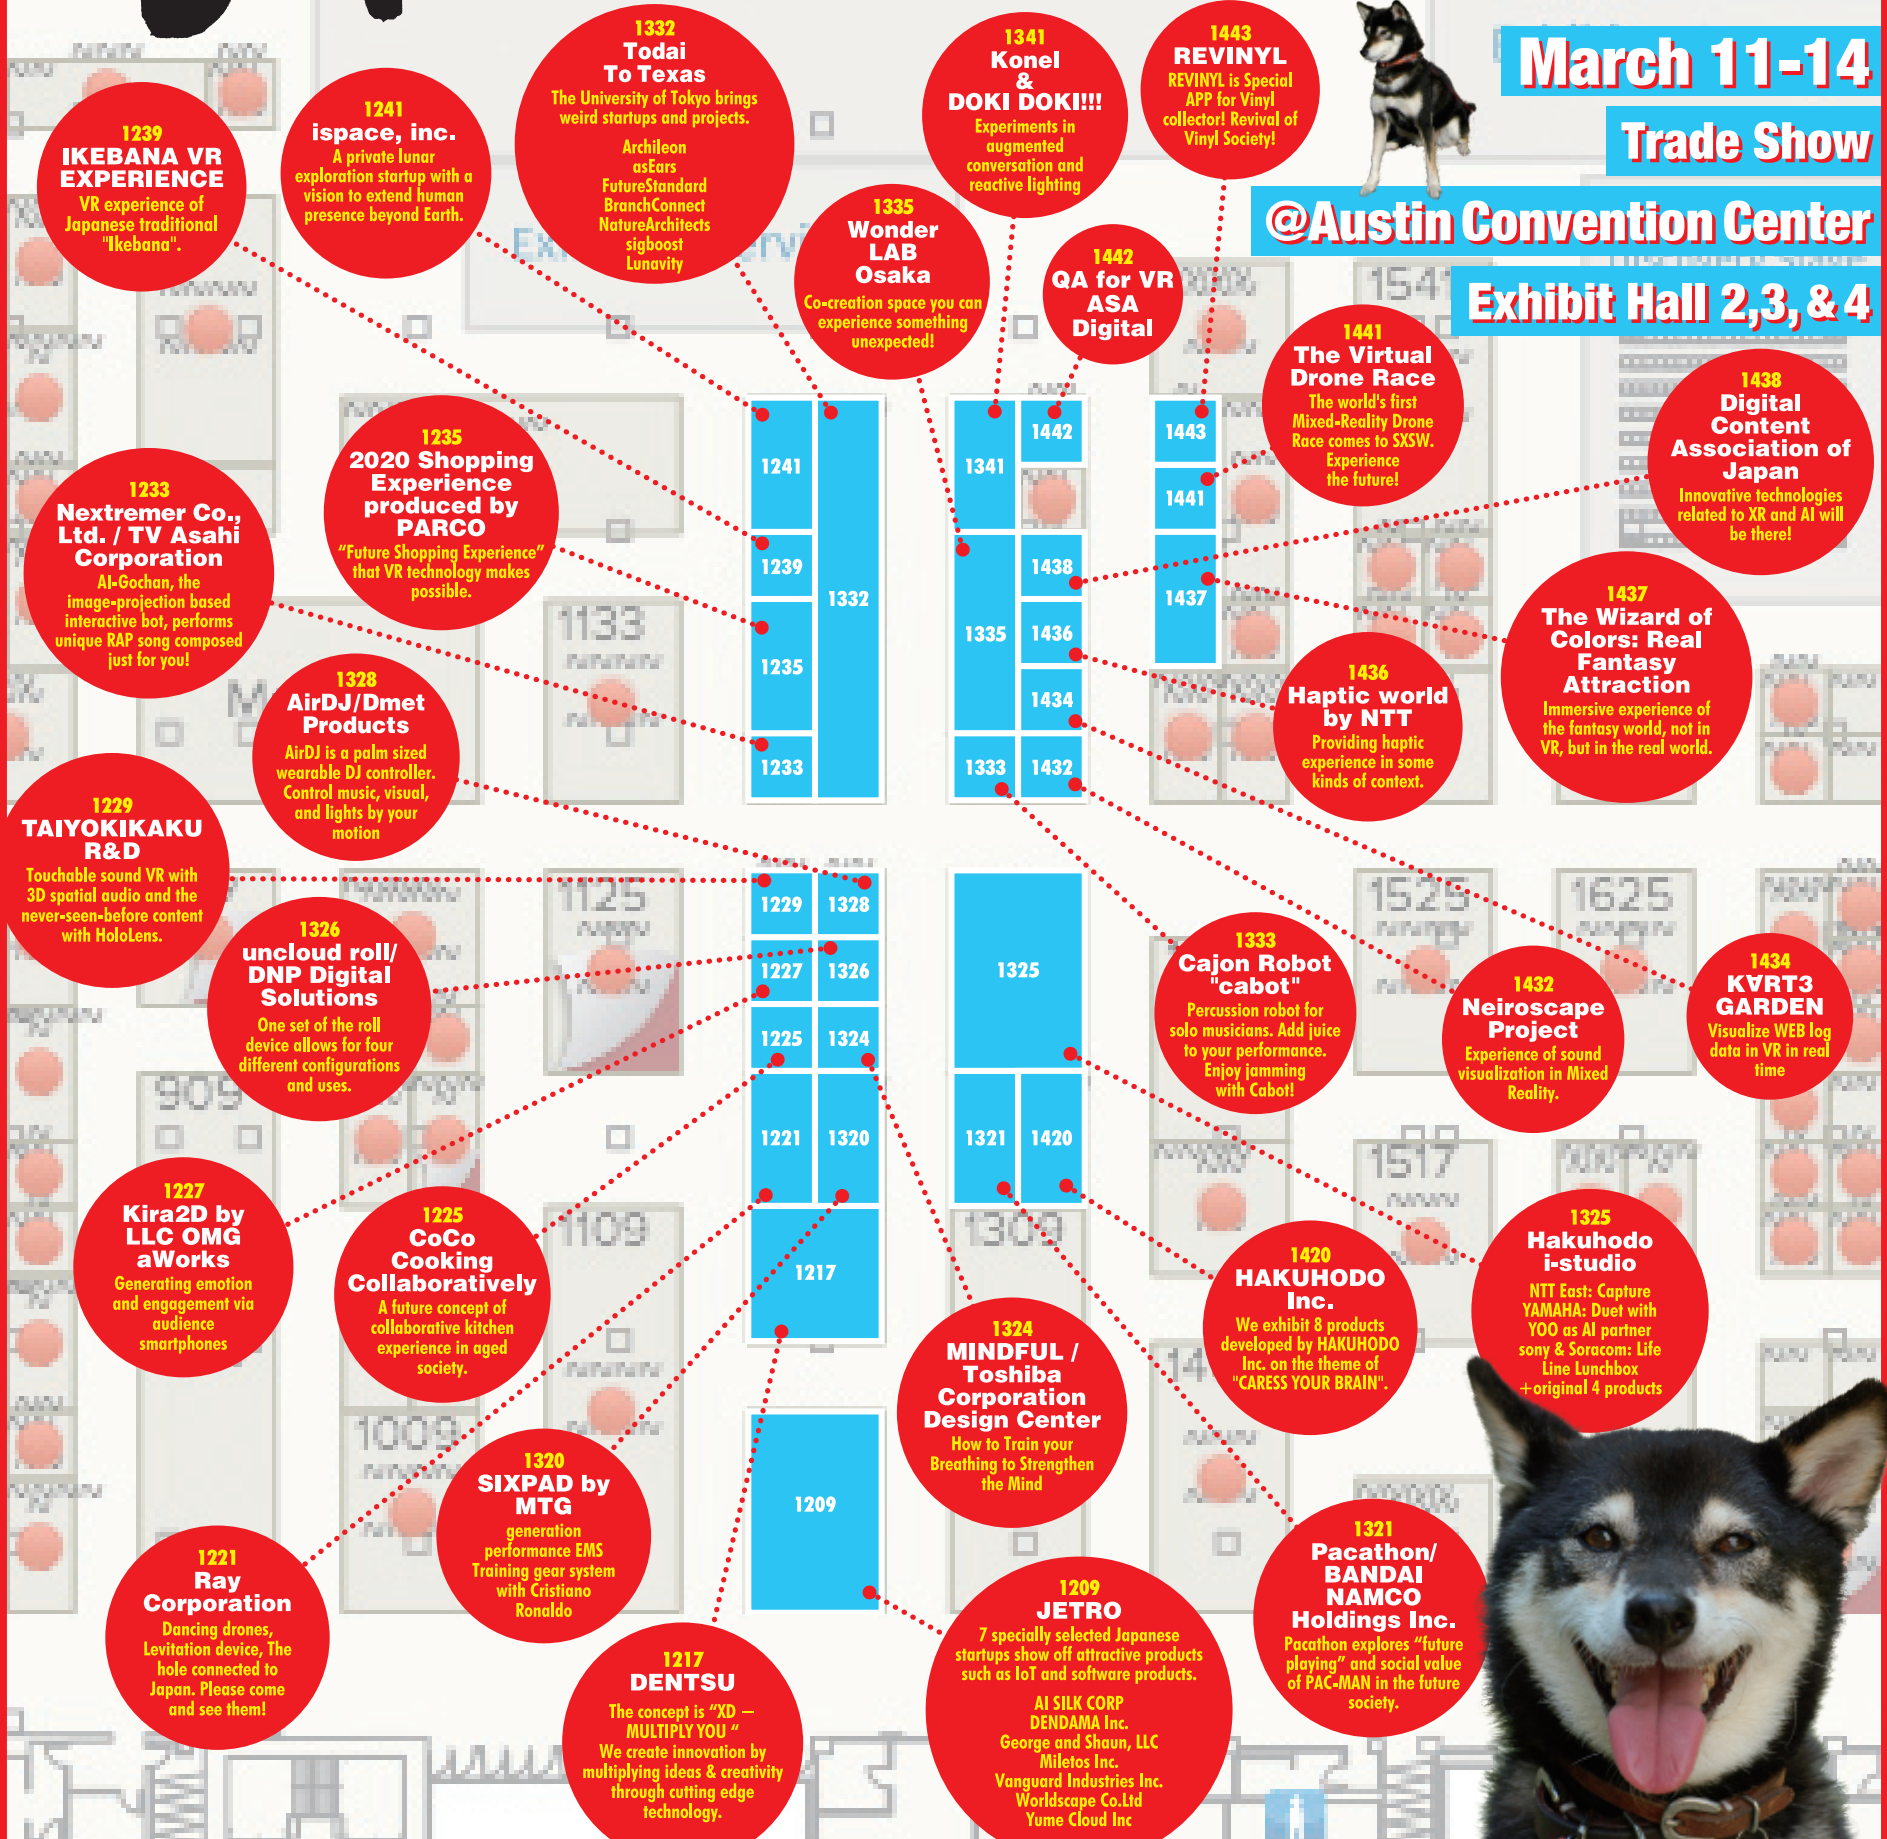 March 11-14
Trade Show
@Austin Convention Center
Exhibit Hall 2,3, & 4
1332
Todai
To Texas
The University of Tokyo brings
weird startups and projects.
Archileon
asEars
FutureStandard
BranchConnect
NatureArchitects
sigboost
Lunavity
1341
Konel
&
DOKI DOKI!!!
Experiments in
augmented
conversation and
reactive lighting
1443
REVINYL
REVINYL is Special
APP for Vinyl
collector! Revival of
Vinyl Society!
1239
IKEBANA VR
EXPERIENCE
VR experience of
Japanese traditional
"Ikebana".
1241
ispace, inc.
A private lunar
exploration startup with a
vision to extend human
presence beyond Earth.
1335
Wonder
LAB
Osaka
Co-creation space you can
experience something
unexpected!
1442
QA for VR
ASA
Digital
1441
The Virtual
Drone Race
The world's first
Mixed-Reality Drone
Race comes to SXSW.
Experience
the future!
1438
Digital
Content
Association of
Japan
Innovative technologies
related to XR and AI will
be there!
1235
2020 Shopping
Experience
produced by
PARCO
“Future Shopping Experience”
that VR technology makes
possible.
1233
Nextremer Co.,
Ltd. / TV Asahi
Corporation
AI-Gochan, the
image-projection based
interactive bot, performs
unique RAP song composed
just for you!
1437
The Wizard of
Colors: Real
Fantasy
Attraction
Immersive experience of
the fantasy world, not in
VR, but in the real world.
1436
Haptic world
by NTT
Providing haptic
experience in some
kinds of context.
1328
AirDJ/Dmet
Products
AirDJ is a palm sized
wearable DJ controller.
Control music, visual,
and lights by your
motion
1229
TAIYOKIKAKU
R&D
Touchable sound VR with
3D spatial audio and the
never-seen-before content
with HoloLens.
1326
uncloud roll/
DNP Digital
Solutions
One set of the roll
device allows for four
different configurations
and uses.
1333
Cajon Robot
"cabot"
Percussion robot for
solo musicians. Add juice
to your performance.
Enjoy jamming
with Cabot!
1432
Neiroscape
Project
Experience of sound
visualization in Mixed
Reality.
1434
K∀RT3
GARDEN
Visualize WEB log
data in VR in real
time
1227
Kira2D by
LLC OMG
aWorks
Generating emotion
and engagement via
audience
smartphones
1225
CoCo
Cooking
Collaboratively
A future concept of
collaborative kitchen
experience in aged
society.
1324
MINDFUL /
Toshiba
Corporation
Design Center
How to Train your
Breathing to Strengthen
the Mind
1420
HAKUHODO
Inc.
We exhibit 8 products
developed by HAKUHODO
Inc. on the theme of
"CARESS YOUR BRAIN".
1325
Hakuhodo
i-studio
NTT East: Capture
YAMAHA: Duet with
YOO as AI partner
sony & Soracom: Life
Line Lunchbox
+original 4 products
1320
SIXPAD by
MTG
generation
performance EMS
Training gear system
with Cristiano
Ronaldo
1221
Ray
Corporation
Dancing drones,
Levitation device, The
hole connected to
Japan. Please come
and see them!
1217
DENTSU
The concept is “XD —
MULTIPLY YOU “
We create innovation by
multiplying ideas & creativity
through cutting edge
technology.
1209
JETRO
7 specially selected Japanese
startups show off attractive products
such as IoT and software products.
AI SILK CORP
DENDAMA Inc.
George and Shaun, LLC
Miletos Inc.
Vanguard Industries Inc.
Worldscape Co.Ltd
Yume Cloud Inc
1321
Pacathon/
BANDAI
NAMCO
Holdings Inc.
Pacathon explores “future
playing” and social value
of PAC-MAN in the future
society.
1241
1239
1235
1233
1332
1341
1335
1333
1442
1438
1436
1434
1432
1443
1441
1437
1229
1328
1227
1326
1225
1324
1221
1320
1217
1209
1325
1321
1420
1133
1125
1109
1009
909
1309
1525
1625
1517